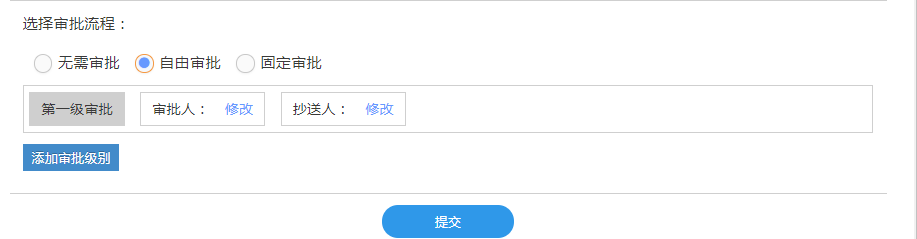 选择审批流程：
无需审批 自由审批 固定审批
第一级审批 审批人： 修改 抄送人： 修改
添加审批级别
提交